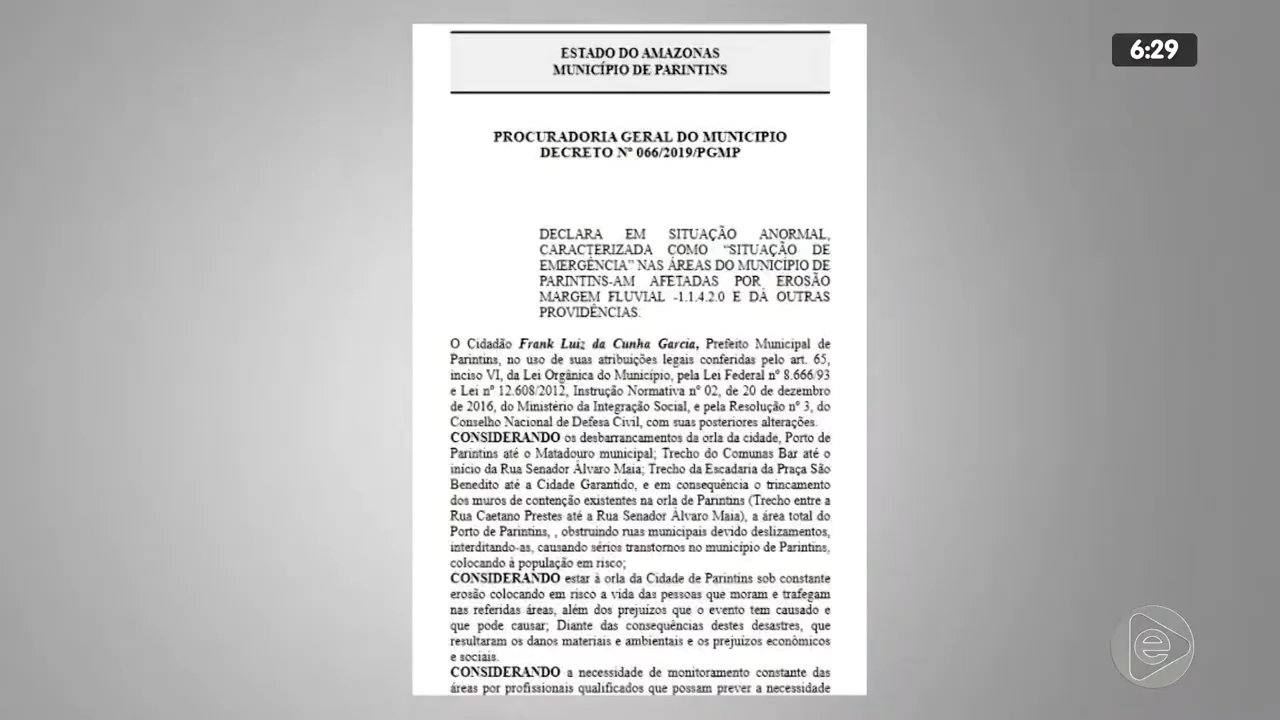 6:29
ESTADO DO AMAZONAS
MUNICÍPIO DE PARINTINS
PROCURADORIA GERAL DO MUNICIPIO
DECRETO Nº 066/2019/PGMP
DECLARA EM SITUAÇÃO ANORMAL,
CARACTERIZADA COMO “SITUAÇÃO DE
EMERGÊNCIA” NAS ÁREAS DO MUNICÍPIO DE
PARINTINS-AM AFETADAS POR EROSÃO
MARGEM FLUVIAL -1.1.4.2.0 E DÁ OUTRAS
PROVIDÊNCIAS.
O Cidadão Frank Luiz da Cunha Garcia, Prefeito Municipal de
Parintins, no uso de suas atribuições legais conferidas pelo art. 65,
inciso VI, da Lei Orgânica do Município, pela Lei Federal nº 8.666/93
e Lei nº 12.608/2012, Instrução Normativa nº 02, de 20 de dezembro
de 2016, do Ministério da Integração Social, e pela Resolução nº 3, do
Conselho Nacional de Defesa Civil, com suas posteriores alterações.
CONSIDERANDO os desbarrancamentos da orla da cidade, Porto de
Parintins até o Matadouro municipal; Trecho do Comunas Bar até o
início da Rua Senador Álvaro Maia; Trecho da Escadaria da Praça São
Benedito até a Cidade Garantido, e em consequência o trincamento
dos muros de contenção existentes na orla de Parintins (Trecho entre a
Rua Caetano Prestes até a Rua Senador Álvaro Maia), a área total do
Porto de Parintins, , obstruindo ruas municipais devido deslizamentos,
interditando-as, causando sérios transtornos no município de Parintins,
colocando à população em risco;
CONSIDERANDO estar à orla da Cidade de Parintins sob constante
erosão colocando em risco a vida das pessoas que moram e trafegam
nas referidas áreas, além dos prejuízos que o evento tem causado e
que pode causar; Diante das consequências destes desastres, que
resultaram os danos materiais e ambientais e os prejuízos econômicos
e sociais.
CONSIDERANDO a necessidade de monitoramento constante das
áreas por profissionais qualificados que possam prever a necessidade
e